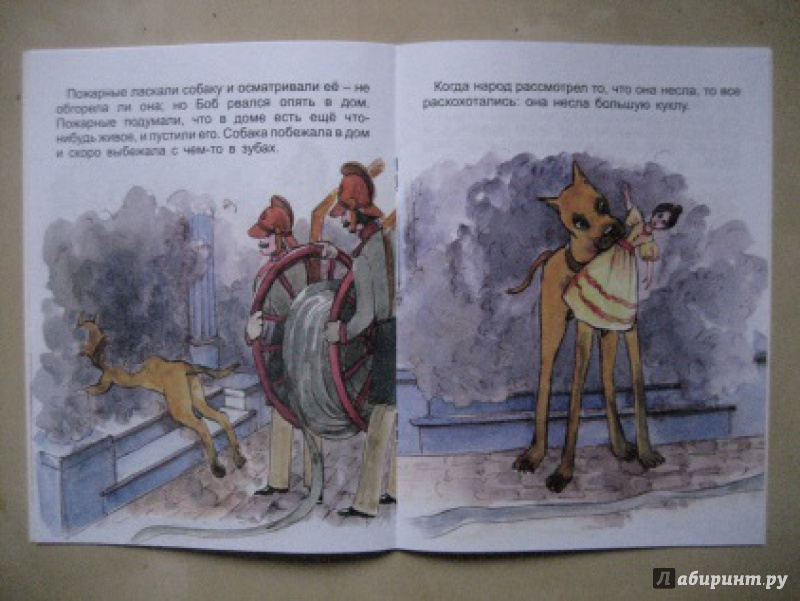 Пожарные ласкали собаку и осматривали её – не
обгорела ли она; но Боб рвался опять в дом.
Пожарные подумали, что в доме есть ещё что-
нибудь живое, и пустили его. Собака побежала в дом
и скоро выбежала с чем-то в зубах.
Когда народ рассмотрел то, что она несла, то все
расхохотались: она несла большую куклу.
Лабиринт.ру